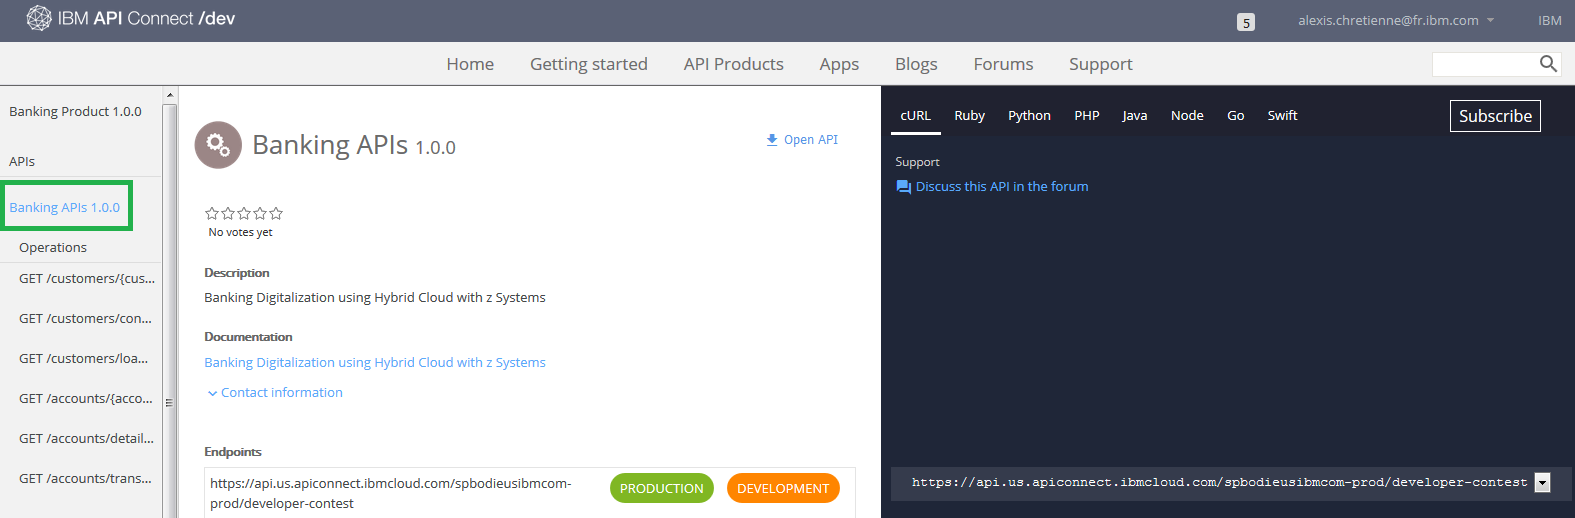 IBM API Connect /dev
5
alexis.chretienne@fr.ibm.com
IBM
Home
Getting started
API Products
Apps
Blogs
Forums
Support
Banking Product 1.0.0
APIs
Banking APIs 1.0.0
Operations
GET /customers/{cus...
GET /customers/con...
GET /customers/loa...
GET /accounts/{acco...
GET /accounts/detail...
GET /accounts/trans...
Banking APIs 1.0.0
Open API
No votes yet
Description
Banking Digitalization using Hybrid Cloud with z Systems
Documentation
Banking Digitalization using Hybrid Cloud with z Systems
Contact information
Endpoints
https://api.us.apiconnect.ibmcloud.com/spbodieusibmcom-
prod/developer-contest
PRODUCTION
DEVELOPMENT
cURL
Ruby
Python
PHP
Java
Node
Go
Swift
Subscribe
Support
Discuss this API in the forum
https://api.us.apiconnect.ibmcloud.com/spbodieusibmcom-prod/developer-contest